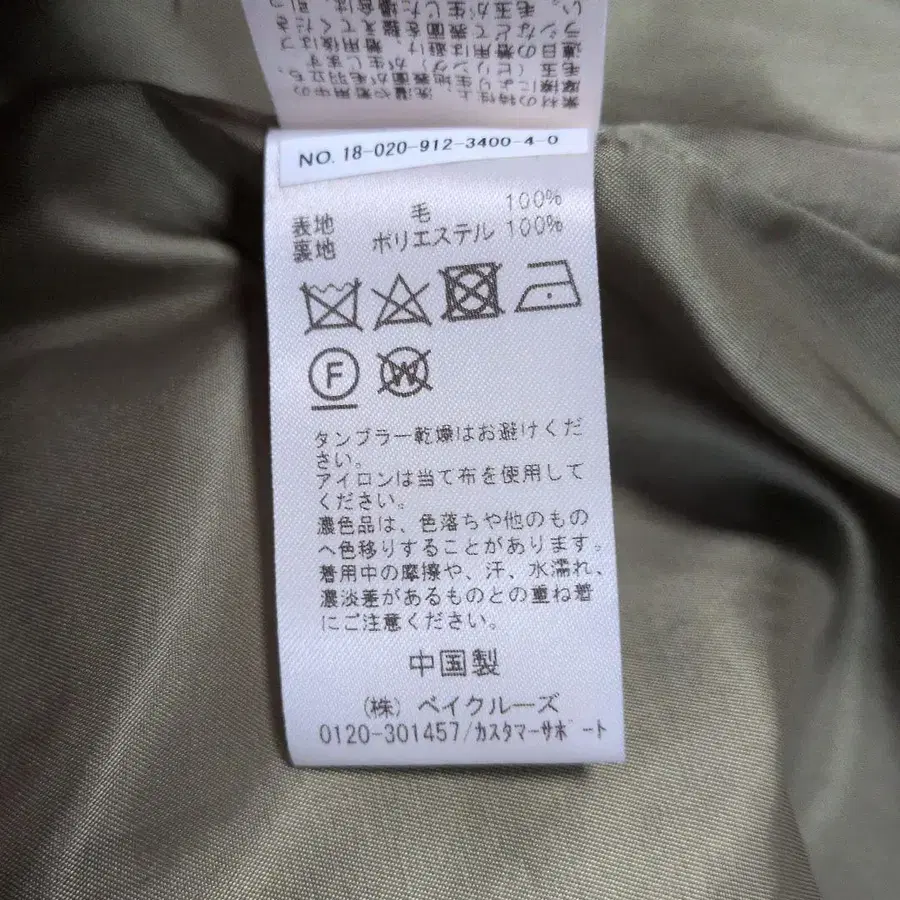 NO. 18-020-912-3400-4-0
表地 毛 100%
裏地 ポリエステル 100%
F
W
タンブラー乾燥はお避けくだ
さい。
アイロンは当て布を使用して
ください。
濃色品は、色落ちや他のもの
へ色移りすることがあります。
着用中の摩擦や、汗、水濡れ、
濃淡差があるものとの重ね着
にご注意ください。
中国製
(株) ベイクルーズ
0120-301457/カスタマーサポート